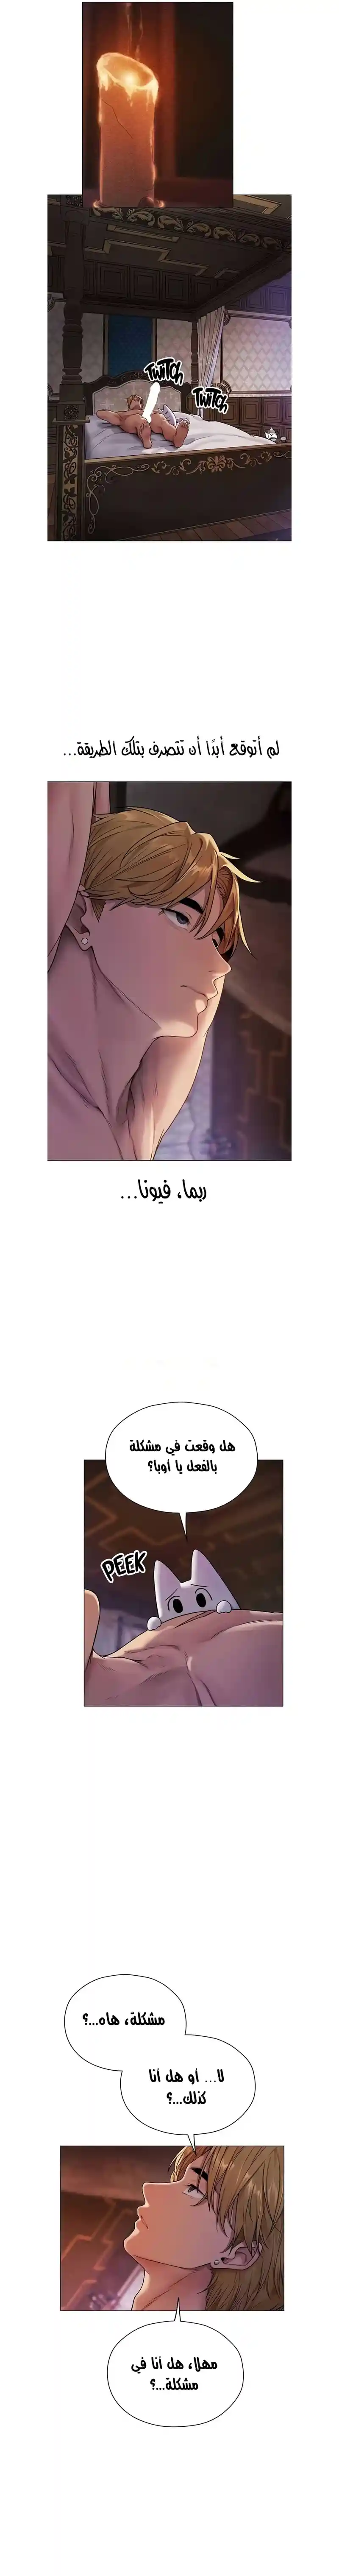 TWITCH
TWITCH
لم أتوقع أبدًا أن تتصرف بتلك الطريقة...
ربما، فيونا...
هل وقعت في مشكلة
بالفعل يا أوبا؟
PEEK
مشكلة، هاه...؟
لا... أو هل أنا
كذلك...؟
مهلا، هل أنا في
مشكلة...؟